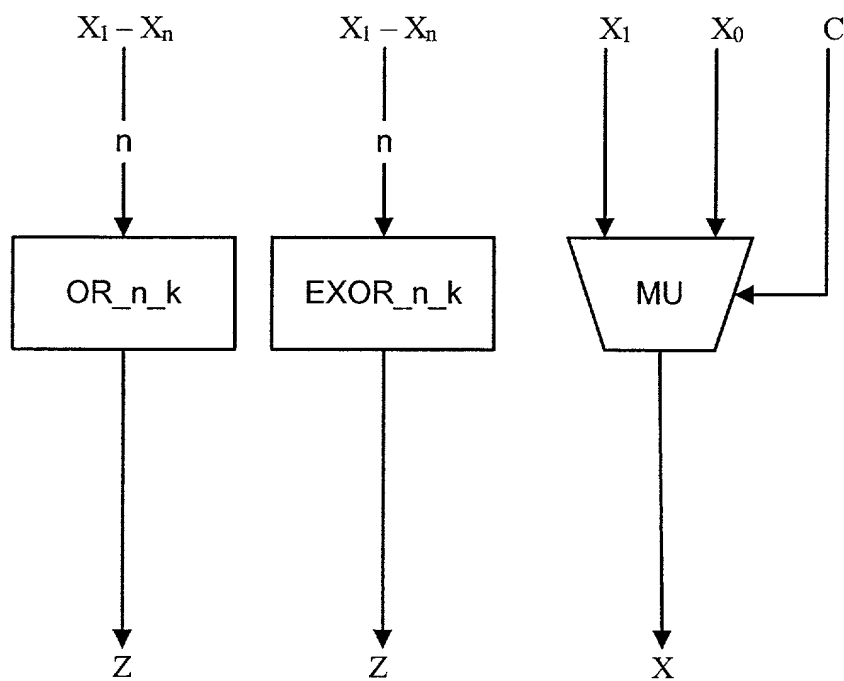 X₁ – Xₙ X₁ – Xₙ X₁ X₀ C
n n
OR_n_k EXOR_n_k MU
Z Z X